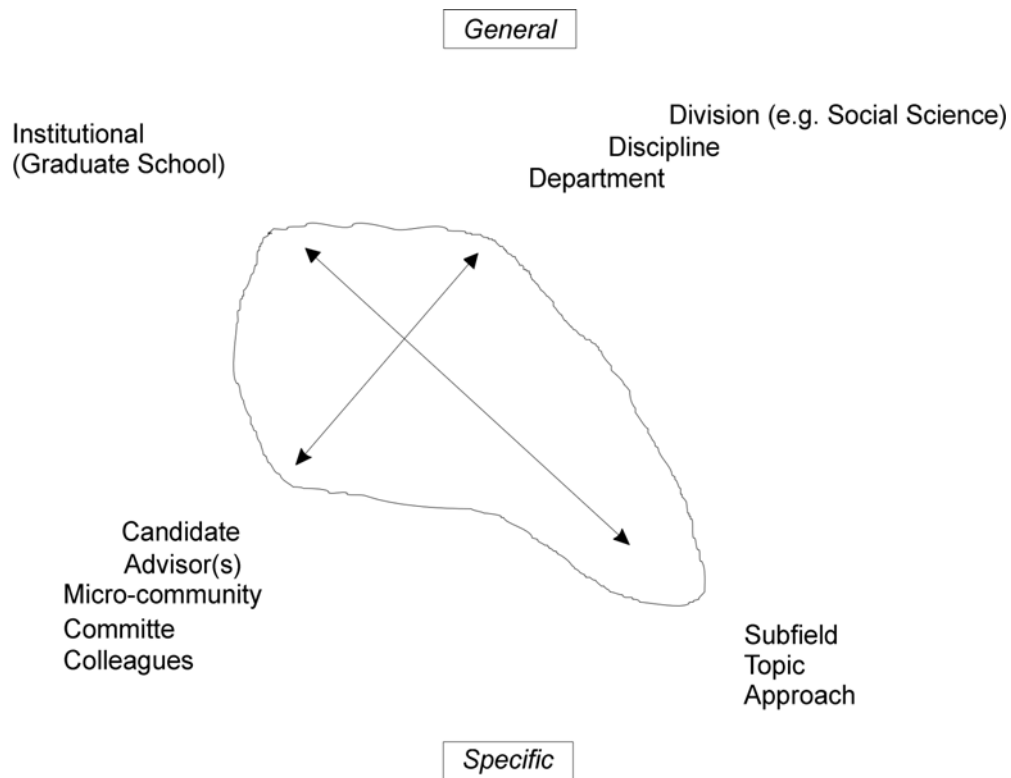 General
Institutional
(Graduate School)
Division (e.g. Social Science)
Discipline
Department
Candidate
Advisor(s)
Micro-community
Committe
Colleagues
Subfield
Topic
Approach
Specific